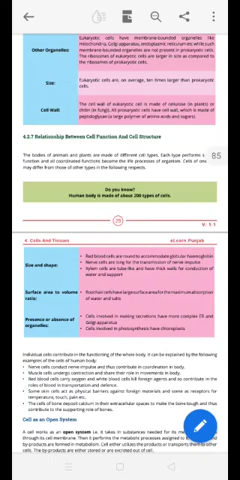 Eukaryotic cells have membrane-bounded organelles like
mitochondria, Golgi apparatus, endoplasmic reticulum etc while such
Other Organelles:
membrane-bounded organelles are not present in prokaryotic cells.
The ribosomes of eukaryotic cells are larger in size as compared to
the ribosomes of prokaryotic cells.
Size:
Eukaryotic cells are, on average, ten times larger than prokaryotic
cells.
Cell Wall
The cell wall of eukaryotic cell is made of cellulose (in plants) or
chitin (in fungi). All prokaryotic cells have cell wall, which is made of
peptidoglycan (a large polymer of amino acids and sugars).
4.2.7 Relationship Between Cell Function And Cell Structure
The bodies of animals and plants are made of different cell types. Each type performs a
function and all coordinated functions become the life processes of organism. Cells of one
may differ from those of other types in the following respects.
85
Do you know?
Human body is made of about 200 types of cells.
29
V: 1.1
4. Cells And Tissues
eLearn.Punjab
Size and shape:
• Red blood cells are round to accommodate globular haemoglobin
• Nerve cells are long for the transmission of nerve impulse
• Xylem cells are tube-like and have thick walls for conduction of
water and support
Surface area to volume
ratio:
• Root hair cells have large surface area for the maximum absorption
of water and salts
Presence or absence of
organelles:
• Cells involved in making secretions have more complex ER and
Golgi apparatus
• Cells involved in photosynthesis have chloroplasts
Individual cells contribute in the functioning of the whole body. It can be explained by the following
examples of the cells of human body:
• Nerve cells conduct nerve impulse and thus contribute in coordination in body.
• Muscle cells undergo contraction and share their role in movements in body.
• Red blood cells carry oxygen and white blood cells kill foreign agents and so contribute in the
roles of blood in transportation and defence.
• Some skin cells act as physical barriers against foreign materials and some as receptors for
temperature, touch, pain etc.
• The cells of bone deposit calcium in their extracellular spaces to make the bone tough and thus
contribute to the supporting role of bones.
Cell as an Open System
A cell works as an open system i.e. it takes in substances needed for its
through its cell membrane. Then it performs the metabolic processes assigned to
by products are formed in metabolism. Cell either utilizes the products or transports them to other
cells. The by products are either stored or are excreted out of cell.